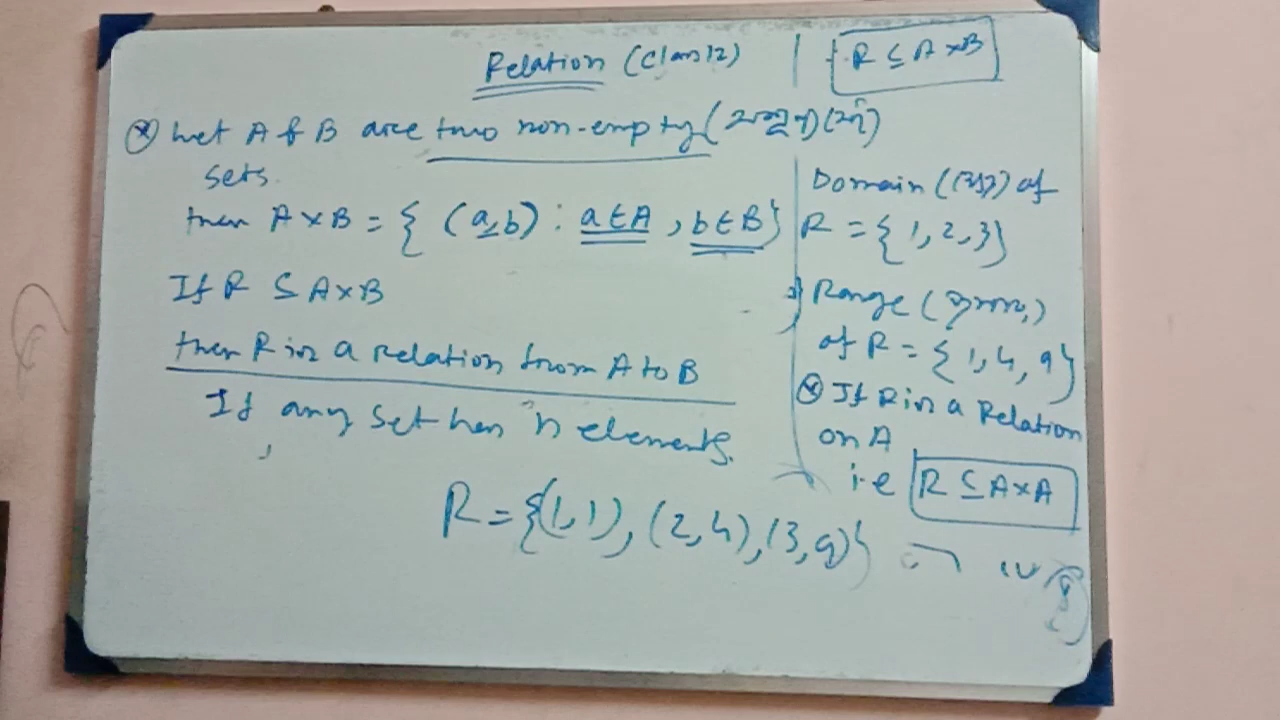 Relation (Class 12)
R ⊆ A×B
Let A & B are two non-empty
sets
then A×B = { (a,b) : a∈A , b∈B}
If R ⊆ A×B
then R is a Relation from A to B
If any set has n elements.
R = {(1,1), (2,4), (3,9)}
Domain of
R = {1, 2, 3}
Range
of R = {1, 4, 9}
If R is a Relation
on A
i.e R ⊆ A×A